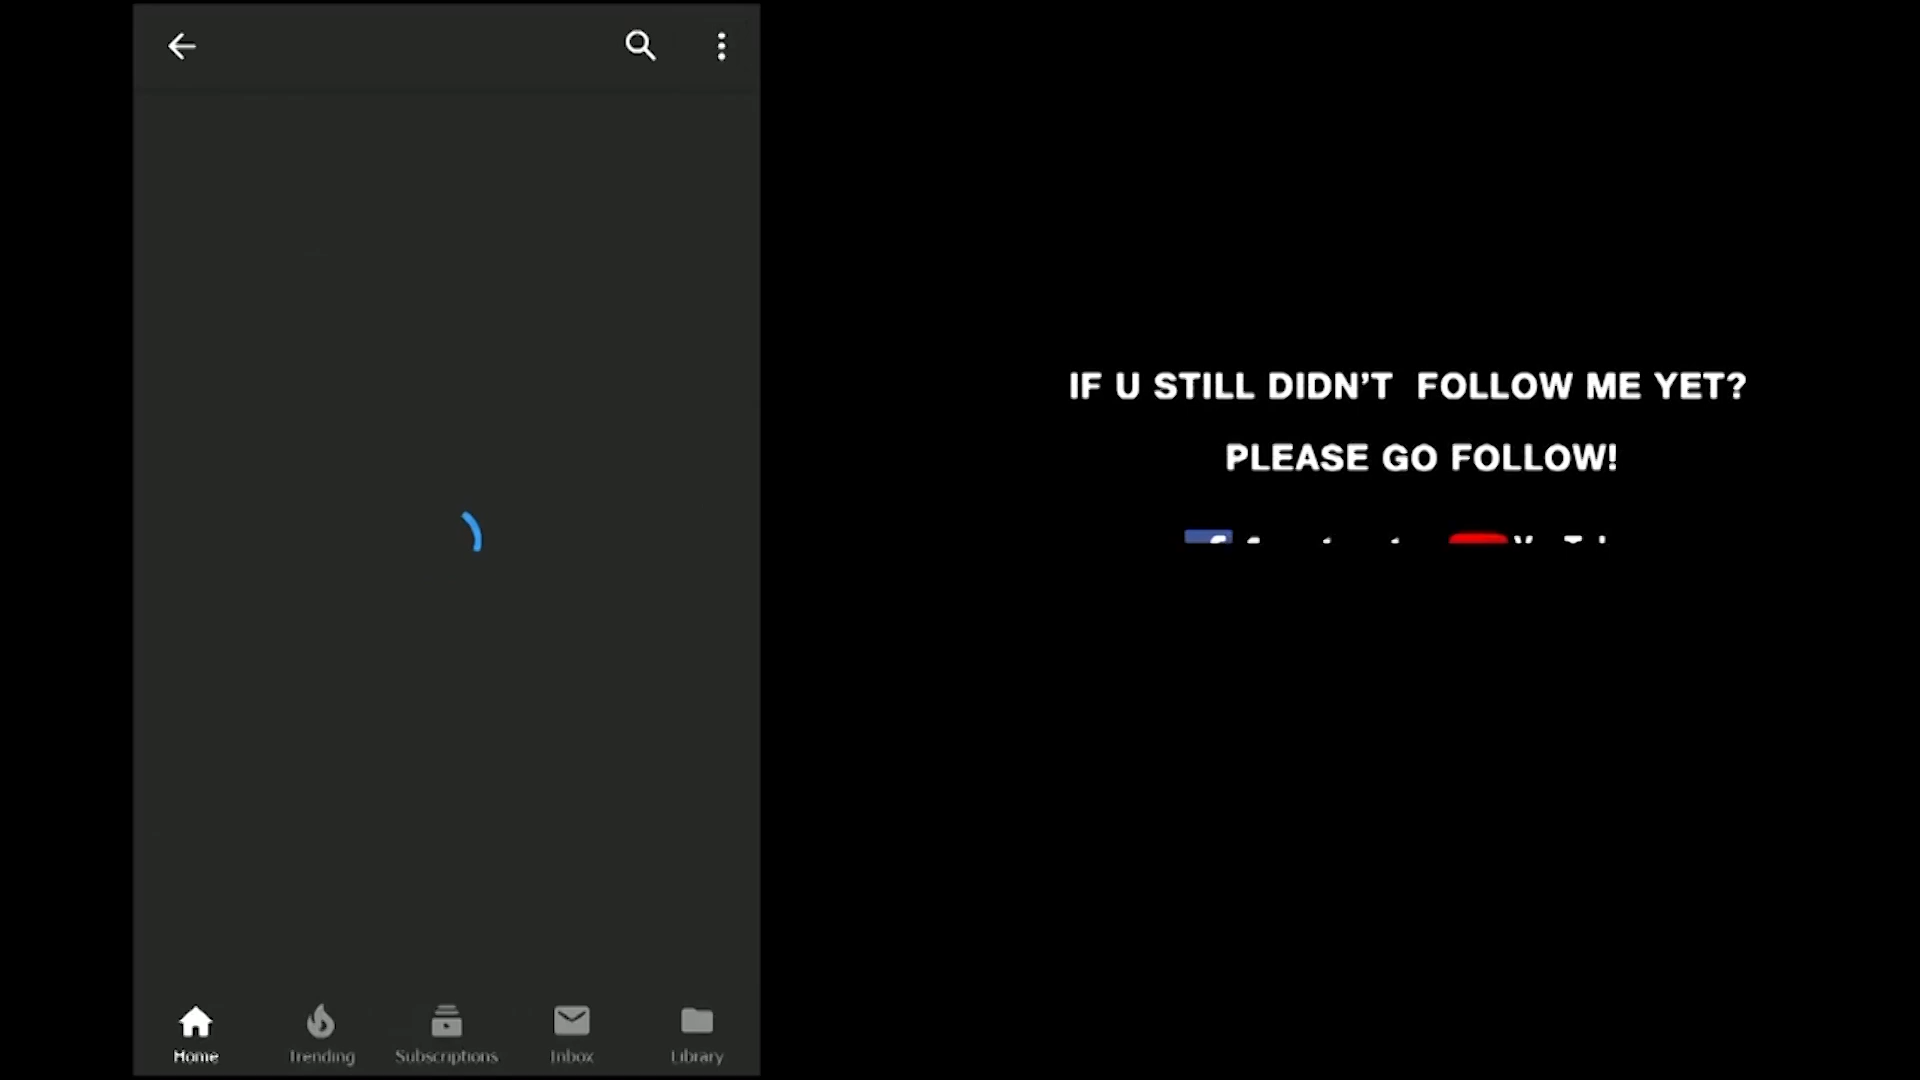 IF U STILL DIDN'T  FOLLOW ME YET?
PLEASE GO FOLLOW!
Home
Trending
Subscriptions
Inbox
Library